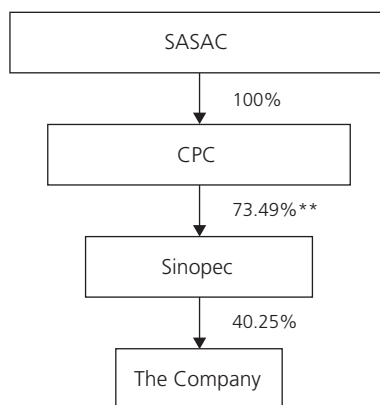 SASAC
100%
CPC
73.49%**
Sinopec
40.25%
The Company